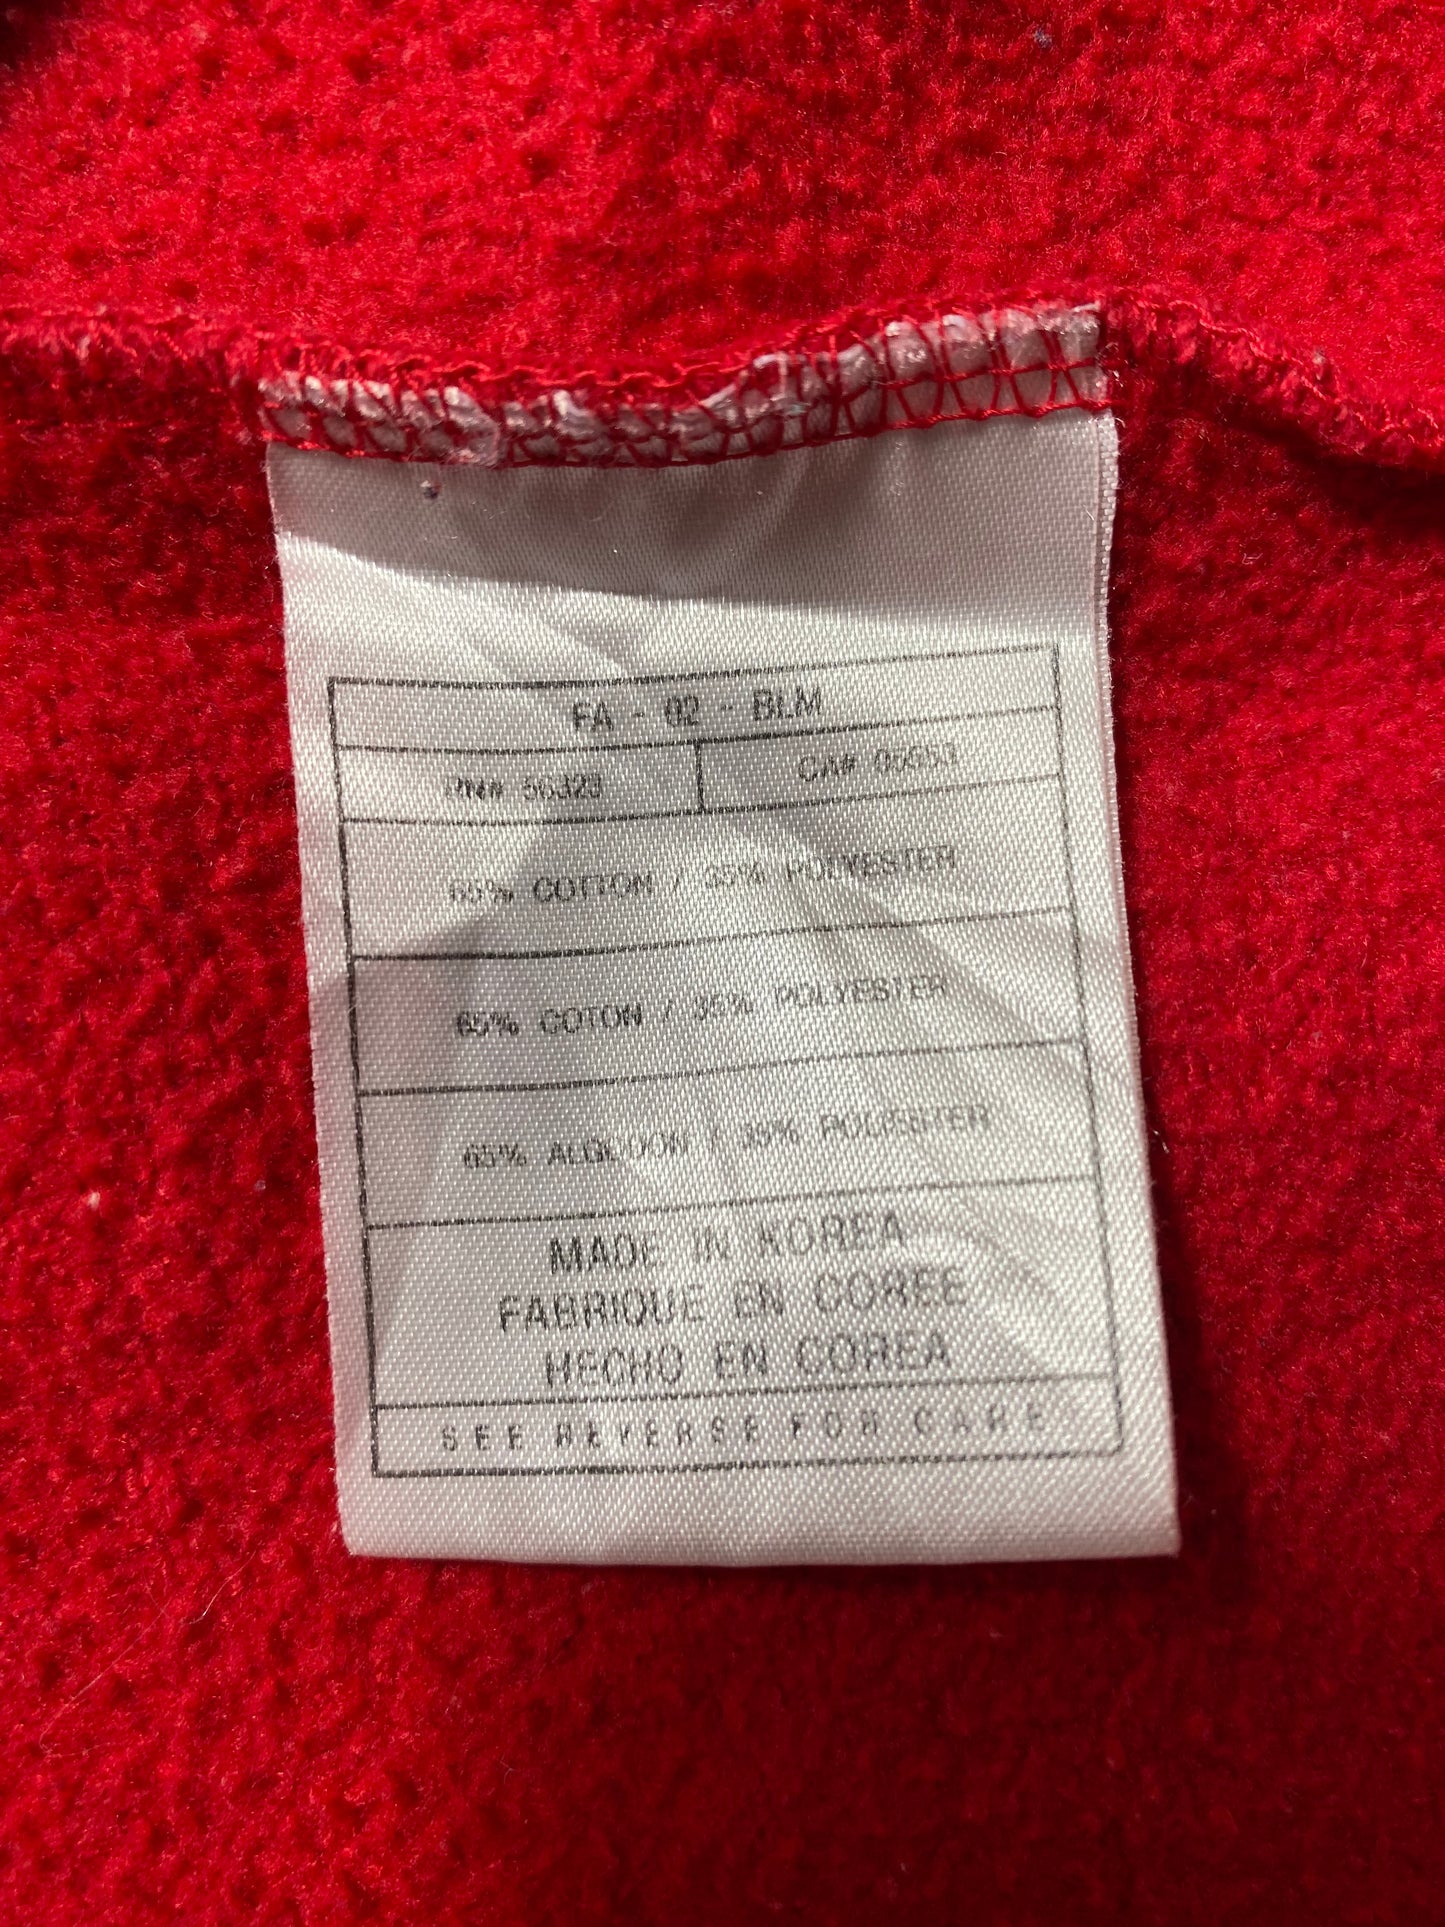 FA - 02 - BLM
RN# 56323
CA# 05553
65% COTTON / 35% POLYESTER
65% COTON / 35% POLYESTER
65% ALGODON / 35% POLIESTER
MADE IN KOREA
FABRIQUE EN COREE
HECHO EN COREA
SEE REVERSE FOR CARE